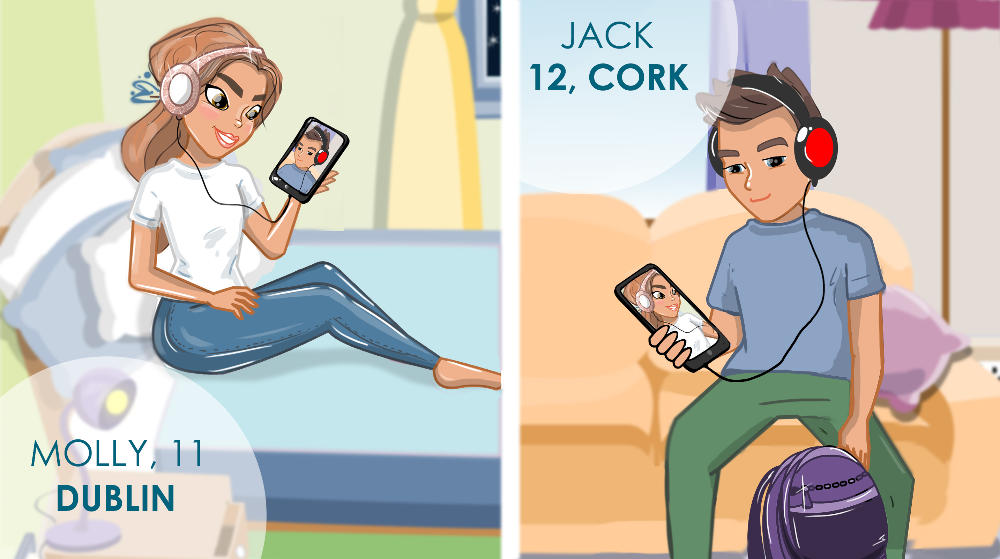 JACK
12, CORK
MOLLY, 11
DUBLIN